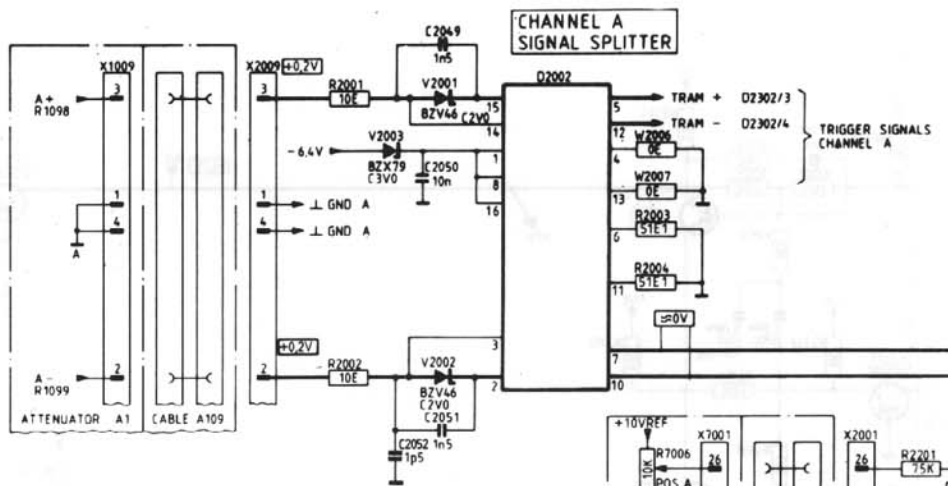 CHANNEL A
SIGNAL SPLITTER
C2049
1n5
X1009
X2009
+0,2V
R2001
10E
V2001
BZV46
C2V0
D2002
A+
R1098
3
3
15
14
5
TRAM + D2302/3
12
TRAM - D2302/4
TRIGGER SIGNALS
CHANNEL A
V2003
-6.4V
BZX79
C3V0
C2050
10n
1
8
16
W2006
0E
4
W2007
0E
13
R2003
51E1
6
R2004
51E1
11
1
4
1
4
⊥ GND A
⊥ GND A
A
≈0V
3
7
2
10
+0,2V
R2002
10E
V2002
BZV46
C2V0
C2051
1n5
C2052
1p5
A-
R1099
2
2
ATTENUATOR A1
CABLE A109
+10VREF
R7006
10K
POS A
X7001
26
X2001
26
R2201
75K